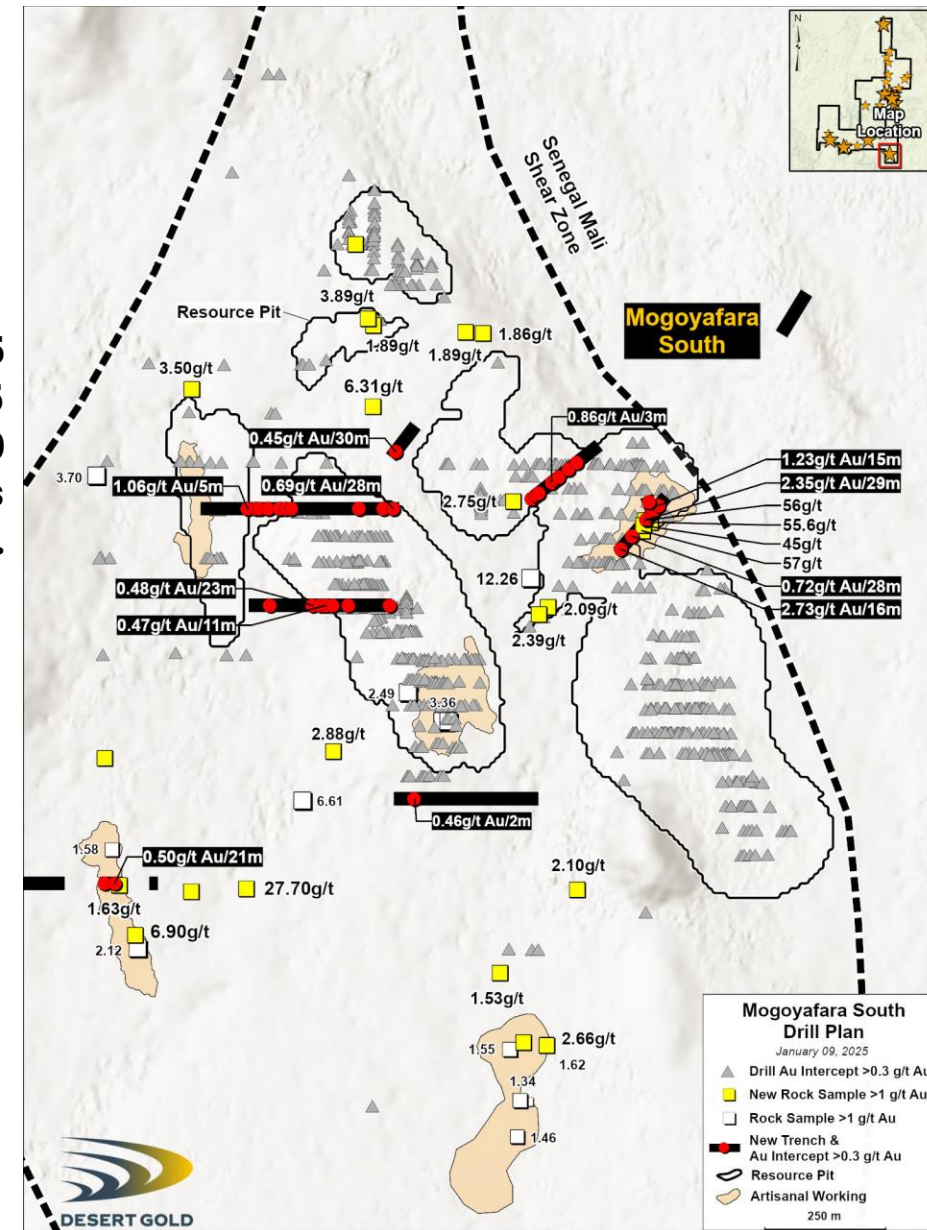 N
Map
Location
Senegal Mali
Shear Zone
3.89g/t
Resource Pit
1.89g/t
1.86g/t
1.89g/t
Mogoyafara
South
3.50g/t
6.31g/t
0.86g/t Au/3m
0.45g/t Au/30m
3.70
1.06g/t Au/5m
0.69g/t Au/28m
2.75g/t
1.23g/t Au/15m
2.35g/t Au/29m
56g/t
55.6g/t
45g/t
57g/t
0.72g/t Au/28m
2.73g/t Au/16m
12.26
0.48g/t Au/23m
0.47g/t Au/11m
2.09g/t
2.39g/t
2.49
3.36
2.88g/t
6.61
0.46g/t Au/2m
1.58
0.50g/t Au/21m
1.63g/t
27.70g/t
2.10g/t
6.90g/t
2.12
1.53g/t
2.66g/t
1.55
1.62
1.34
1.46
Mogoyafara South
Drill Plan
January 09, 2025
Drill Au Intercept >0.3 g/t Au
New Rock Sample >1 g/t Au
Rock Sample >1 g/t Au
New Trench &
Au Intercept >0.3 g/t Au
Resource Pit
Artisanal Working
250 m
DESERT GOLD